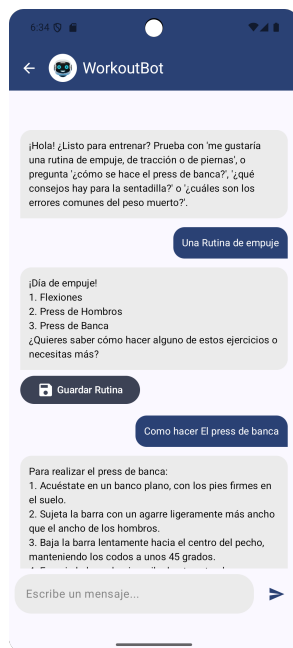 6:34
WorkoutBot
¡Hola! ¿Listo para entrenar? Prueba con 'me gustaría
una rutina de empuje, de tracción o de piernas', o
pregunta '¿cómo se hace el press de banca?', '¿qué
consejos hay para la sentadilla?' o '¿cuáles son los
errores comunes del peso muerto?'.
Una Rutina de empuje
¡Día de empuje!
1. Flexiones
2. Press de Hombros
3. Press de Banca
¿Quieres saber cómo hacer alguno de estos ejercicios o
necesitas más?
Guardar Rutina
Como hacer El press de banca
Para realizar el press de banca:
1. Acuéstate en un banco plano, con los pies firmes en
el suelo.
2. Sujeta la barra con un agarre ligeramente más ancho
que el ancho de los hombros.
3. Baja la barra lentamente hacia el centro del pecho,
manteniendo los codos a unos 45 grados.
Escribe un mensaje...